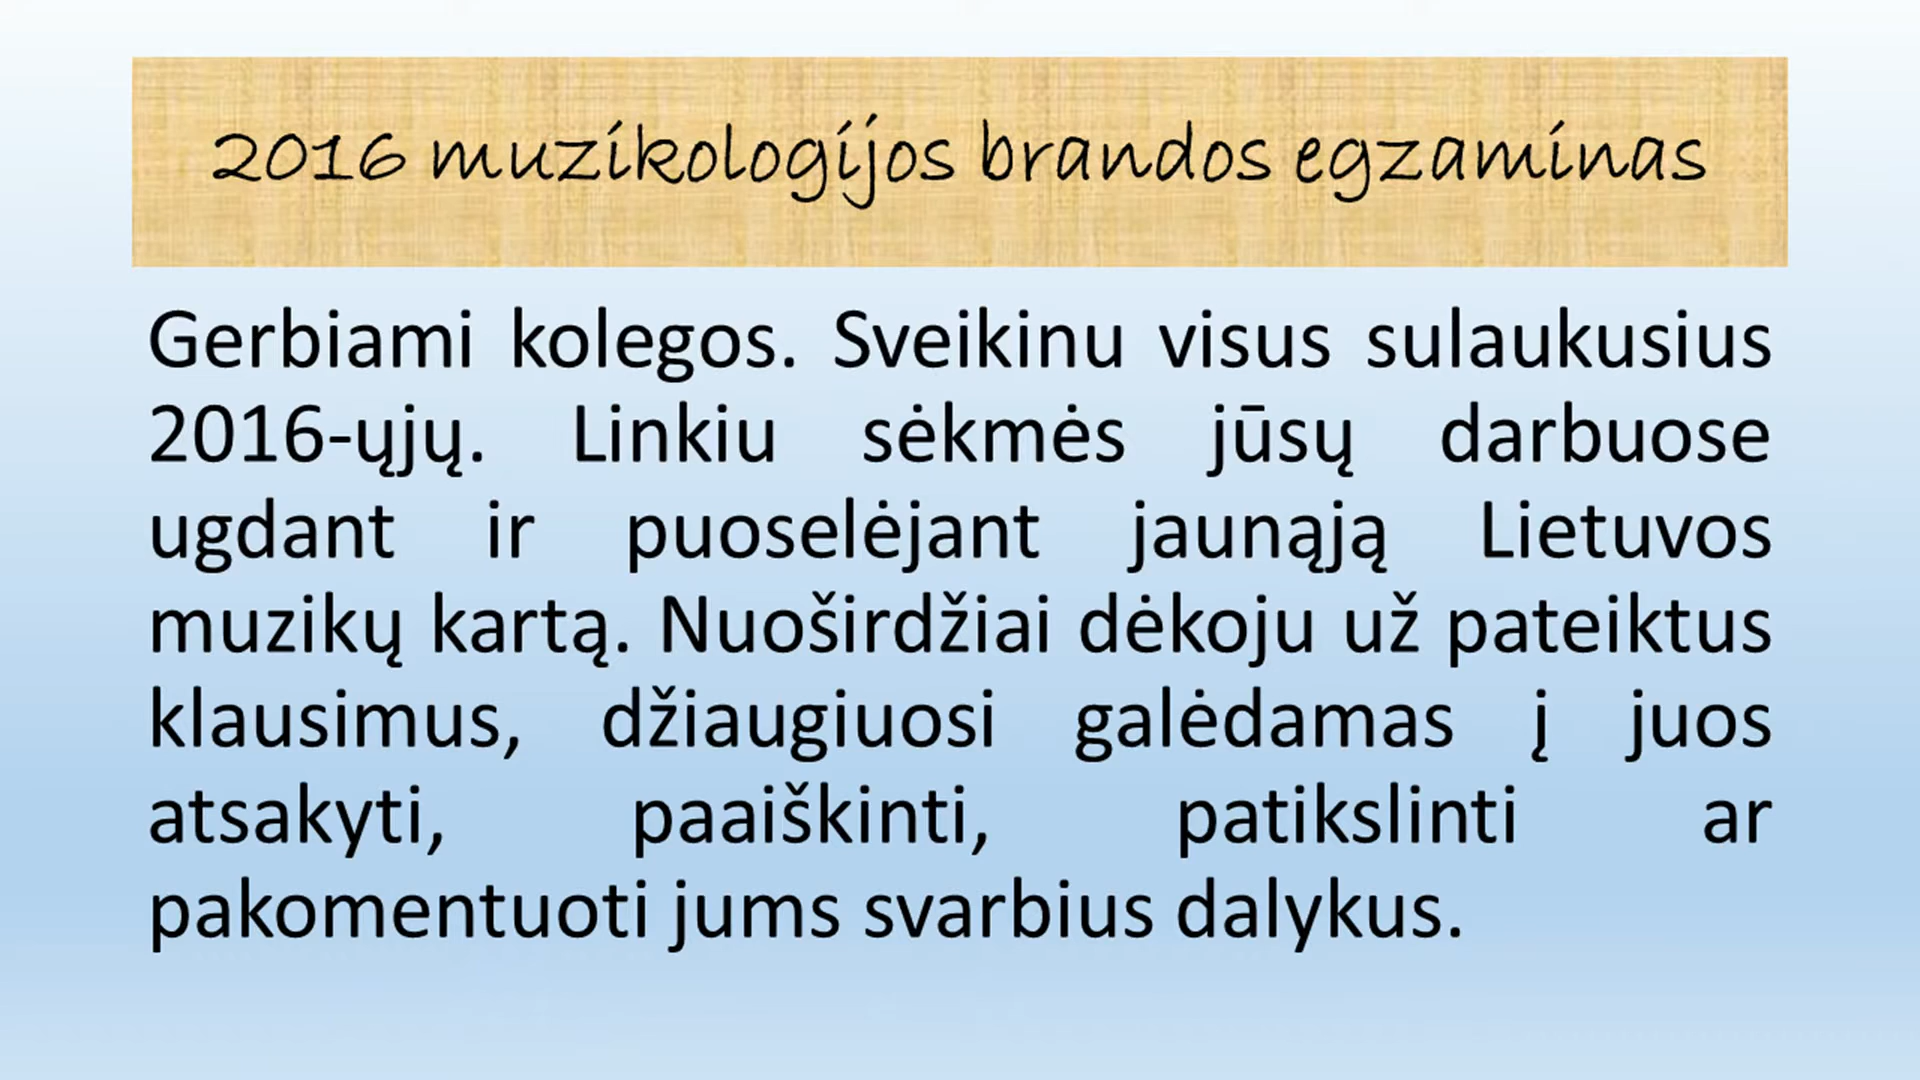 2016 muzikologijos brandos egzaminas
Gerbiami kolegos. Sveikinu visus sulaukusius
2016-ųjų. Linkiu sėkmės jūsų darbuose
ugdant ir puoselėjant jaunąją Lietuvos
muzikų kartą. Nuoširdžiai dėkoju už pateiktus
klausimus, džiaugiuosi galėdamas į juos
atsakyti, paaiškinti, patikslinti ar
pakomentuoti jums svarbius dalykus.